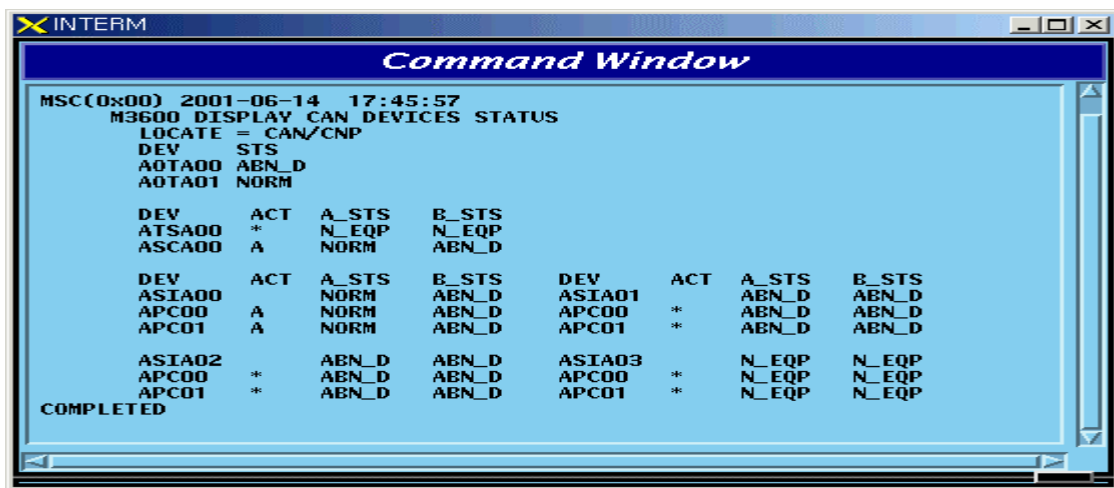 INTERM
Command Window
MSC(0x00) 2001-06-14 17:45:57
M3600 DISPLAY CAN DEVICES STATUS
LOCATE = CAN/CNP
DEV STS
AOTA00 ABN_D
AOTA01 NORM
DEV ACT A_STS B_STS
ATSA00 * N_EQP N_EQP
ASCA00 A NORM ABN_D
DEV ACT A_STS B_STS DEV ACT A_STS B_STS
ASIA00 NORM ABN_D ASIA01 ABN_D ABN_D
APC00 A NORM ABN_D APC00 * ABN_D ABN_D
APC01 A NORM ABN_D APC01 * ABN_D ABN_D
ASIA02 ABN_D ABN_D ASIA03 N_EQP N_EQP
APC00 * ABN_D ABN_D APC00 * N_EQP N_EQP
APC01 * ABN_D ABN_D APC01 * N_EQP N_EQP
COMPLETED